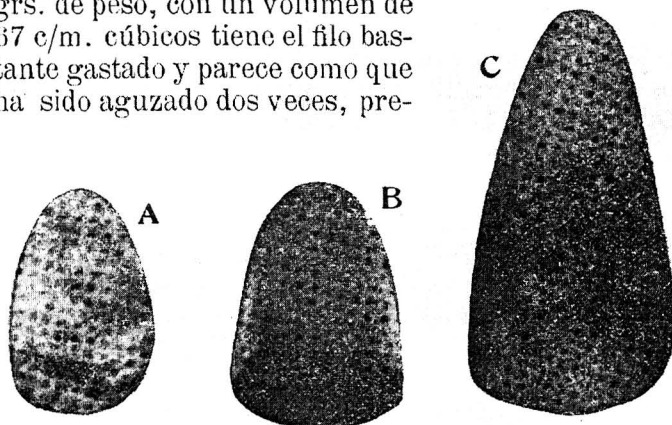 grs. de peso, con un volumen de
67 c/m. cúbicos tiene el filo bas-
tante gastado y parece como que
ha sido aguzado dos veces, pre-
A
B
C